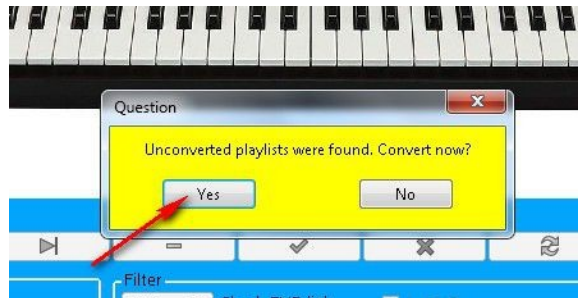 Question
Unconverted playlists were found. Convert now?
Yes
No
Filter